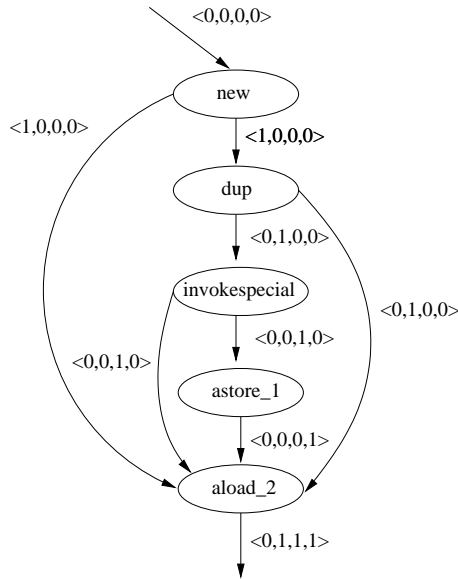 <0,0,0,0>
new
<1,0,0,0>
<1,0,0,0>
dup
<0,1,0,0>
invokespecial
<0,1,0,0>
<0,0,1,0>
<0,0,1,0>
astore_1
<0,0,0,1>
aload_2
<0,1,1,1>